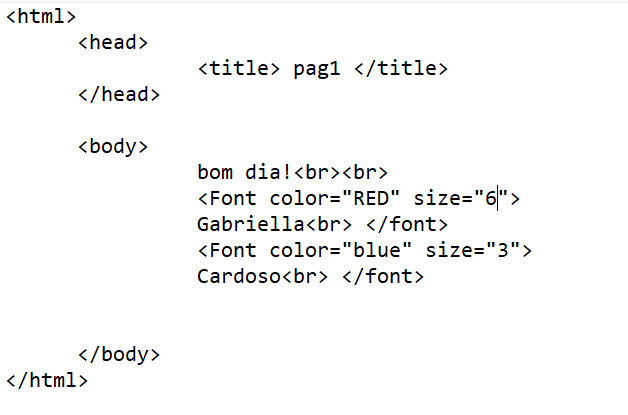 <html>
<head>
<title> pag1 </title>
</head>
<body>
bom dia!<br><br>
<Font color="RED" size="6">
Gabriella<br> </font>
<Font color="blue" size="3">
Cardoso<br> </font>
</body>
</html>